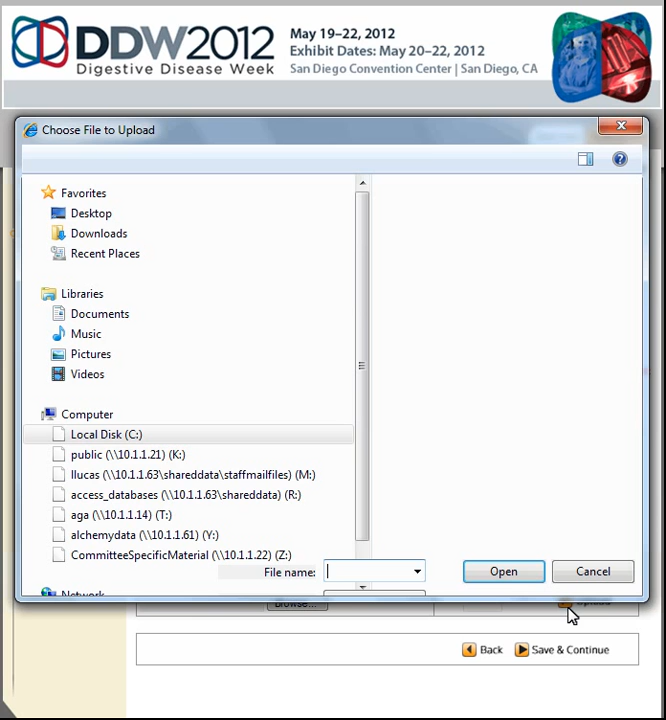 DDW2012
Digestive Disease Week
May 19–22, 2012
Exhibit Dates: May 20–22, 2012
San Diego Convention Center | San Diego, CA
Choose File to Upload
Favorites
Desktop
Downloads
Recent Places
Libraries
Documents
Music
Pictures
Videos
Computer
Local Disk (C:)
public (\\10.1.1.21) (K:)
llucas (\\10.1.1.63\shareddata\staffmailfiles) (M:)
access_databases (\\10.1.1.63\shareddata) (R:)
aga (\\10.1.1.14) (T:)
alchemydata (\\10.1.1.61) (Y:)
CommitteeSpecificMaterial (\\10.1.1.22) (Z:)
Network
File name:
Open
Cancel
Browse...
Back
Save & Continue